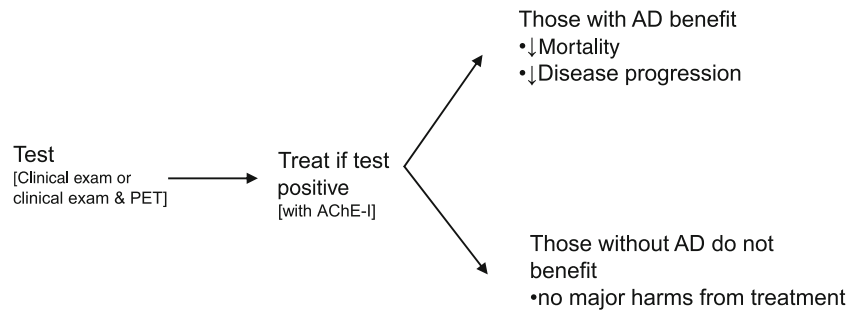 Test
[Clinical exam or
clinical exam & PET]
Treat if test
positive
[with AChE-I]
Those with AD benefit
•↓Mortality
•↓Disease progression
Those without AD do not
benefit
•no major harms from treatment